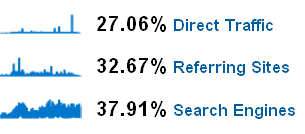 27.06% Direct Traffic
32.67% Referring Sites
37.91% Search Engines